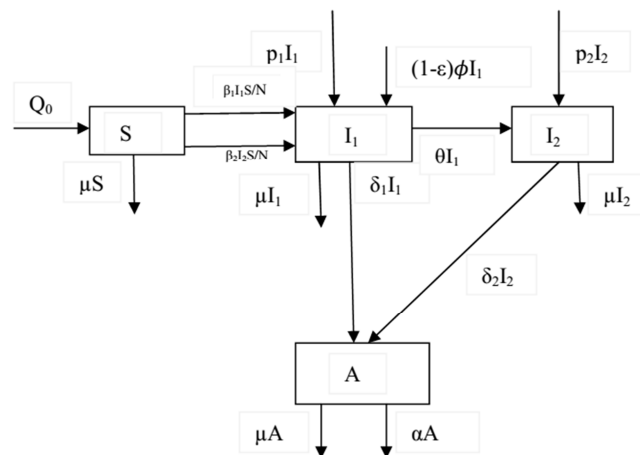 p₁I₁
(1-ε)ϕI₁
p₂I₂
Q₀
β₁I₁S/N
S
I₁
I₂
β₂I₂S/N
θI₁
μS
μI₁
δ₁I₁
μI₂
δ₂I₂
A
μA
αA